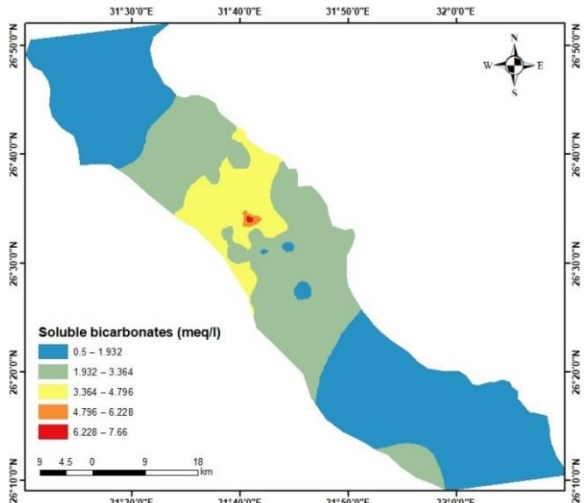 31°30'0"E 31°40'0"E 31°50'0"E 32°0'0"E
26°50'0"N
26°40'0"N
26°30'0"N
26°20'0"N
26°10'0"N
N
W E
S
26°50'0"N
26°40'0"N
26°30'0"N
26°20'0"N
26°10'0"N
Soluble bicarbonates (meq/l)
0.5 – 1.932
1.932 – 3.364
3.364 – 4.796
4.796 – 6.228
6.228 – 7.66
9 4.5 0 9 18
km
31°30'0"E 31°40'0"E 31°50'0"E 32°0'0"E